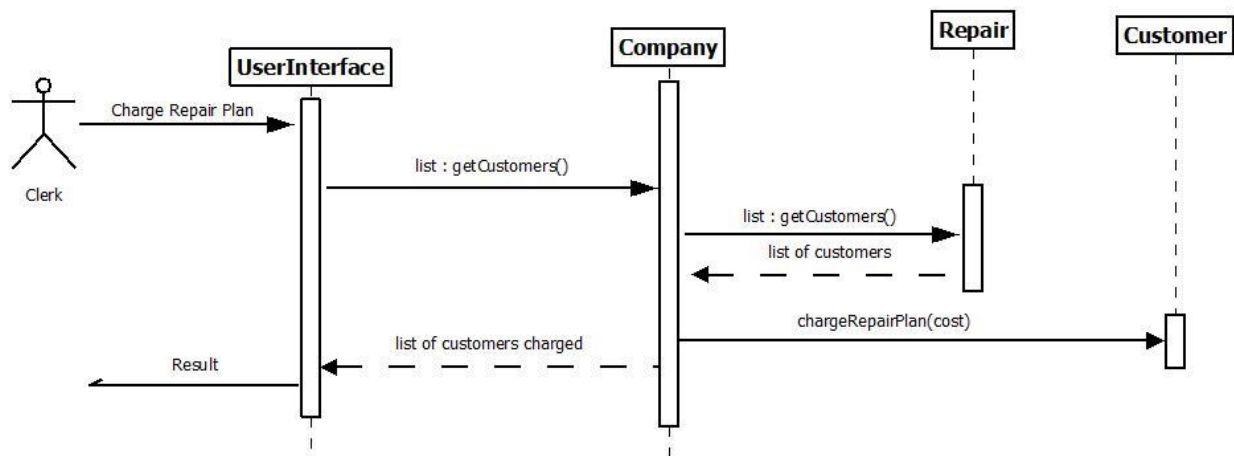 Repair
Customer
Company
UserInterface
Charge Repair Plan
list : getCustomers()
Clerk
list : getCustomers()
list of customers
chargeRepairPlan(cost)
list of customers charged
Result